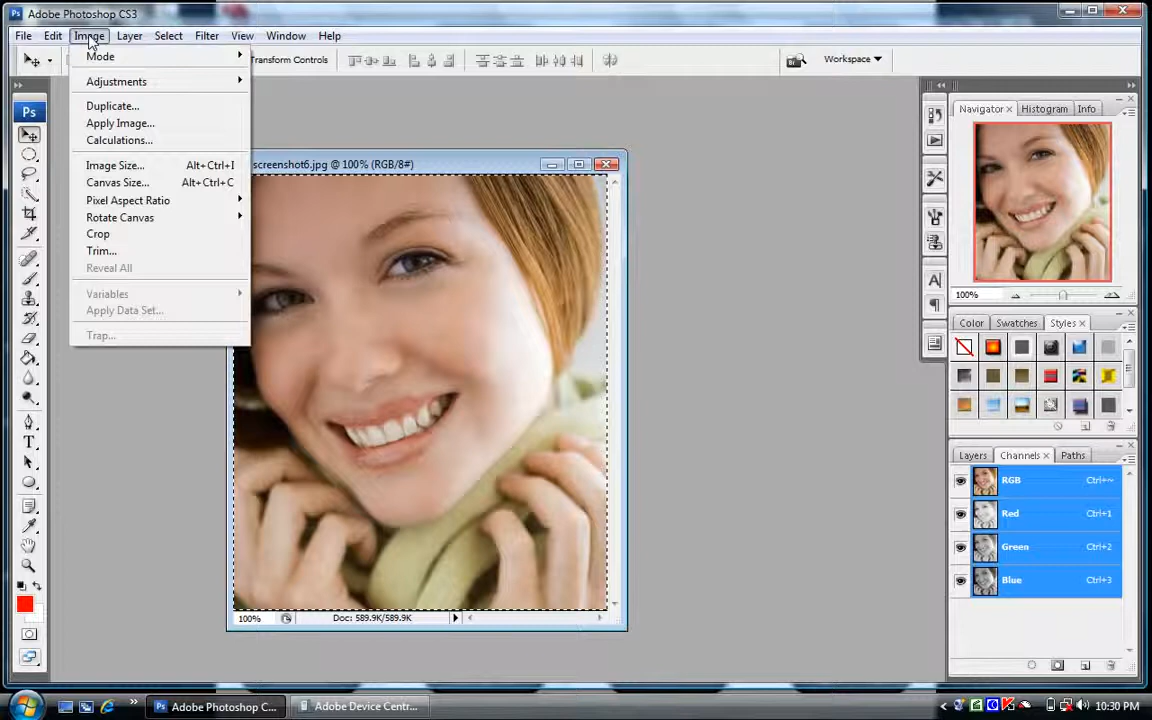 Adobe Photoshop CS3
File Edit Image Layer Select Filter View Window Help
Transform Controls
Workspace
Mode
Adjustments
Duplicate...
Apply Image...
Calculations...
Image Size... Alt+Ctrl+I
Canvas Size... Alt+Ctrl+C
Pixel Aspect Ratio
Rotate Canvas
Crop
Trim...
Reveal All
Variables
Apply Data Set...
Trap...
screenshot6.jpg @ 100% (RGB/8#)
100% Doc: 589.9K/589.9K
Ps
T
Navigator Histogram Info
100%
Color Swatches Styles
Layers Channels Paths
RGB Ctrl+~
Red Ctrl+1
Green Ctrl+2
Blue Ctrl+3
A
Adobe Photoshop C...
Adobe Device Centr...
10:30 PM